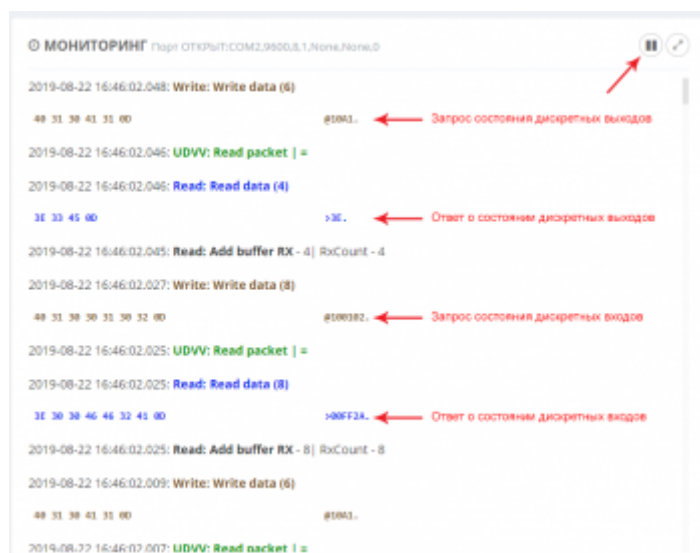 МОНИТОРИНГ Порт ОТКРЫТ:COM2,9600,8,1,None,None,0
2019-08-22 16:46:02.048: Write: Write data (6)
40 31 30 41 31 0D @10A1. Запрос состояния дискретных выходов
2019-08-22 16:46:02.046: UDVV: Read packet | =
2019-08-22 16:46:02.046: Read: Read data (4)
3E 33 45 0D >3E. Ответ о состоянии дискретных выходов
2019-08-22 16:46:02.045: Read: Add buffer RX - 4| RxCount - 4
2019-08-22 16:46:02.027: Write: Write data (8)
40 31 30 30 31 30 32 0D @100102. Запрос состояния дискретных входов
2019-08-22 16:46:02.025: UDVV: Read packet | =
2019-08-22 16:46:02.025: Read: Read data (8)
3E 30 30 46 46 32 41 0D >00FF2A. Ответ о состоянии дискретных входов
2019-08-22 16:46:02.025: Read: Add buffer RX - 8| RxCount - 8
2019-08-22 16:46:02.009: Write: Write data (6)
40 31 30 41 31 0D @10A1.
2019-08-22 16:46:02.007: UDVV: Read packet | =